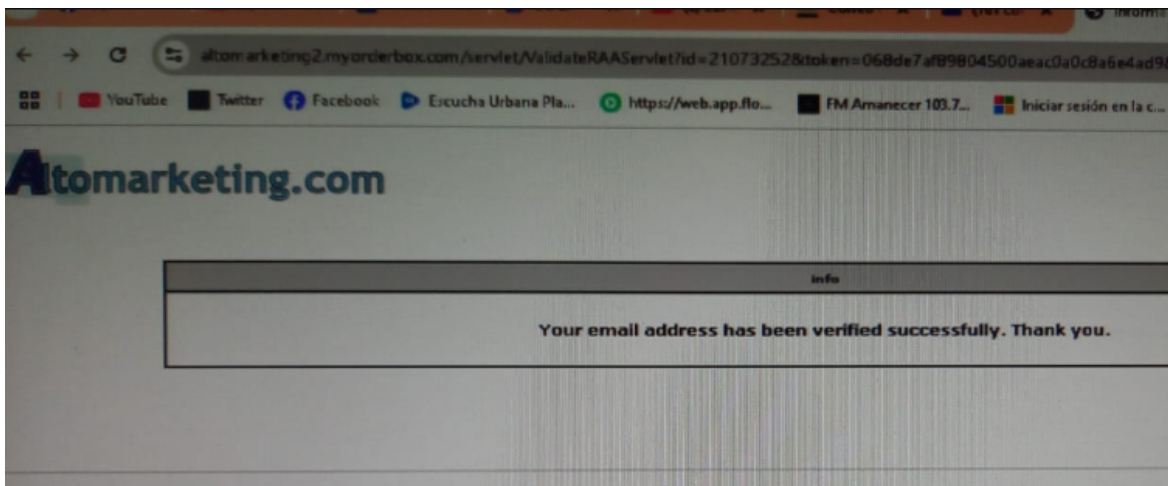 altomarketing2.myorderbox.com/servlet/ValidateRAAServlet?id=21073252&token=068de7af89804500aeac0a0c8a6e4ad9
YouTube Twitter Facebook Escucha Urbana Pla... https://web.app.flo... FM Amanecer 103.7... Iniciar sesión en la c...
Altomarketing.com
info
Your email address has been verified successfully. Thank you.